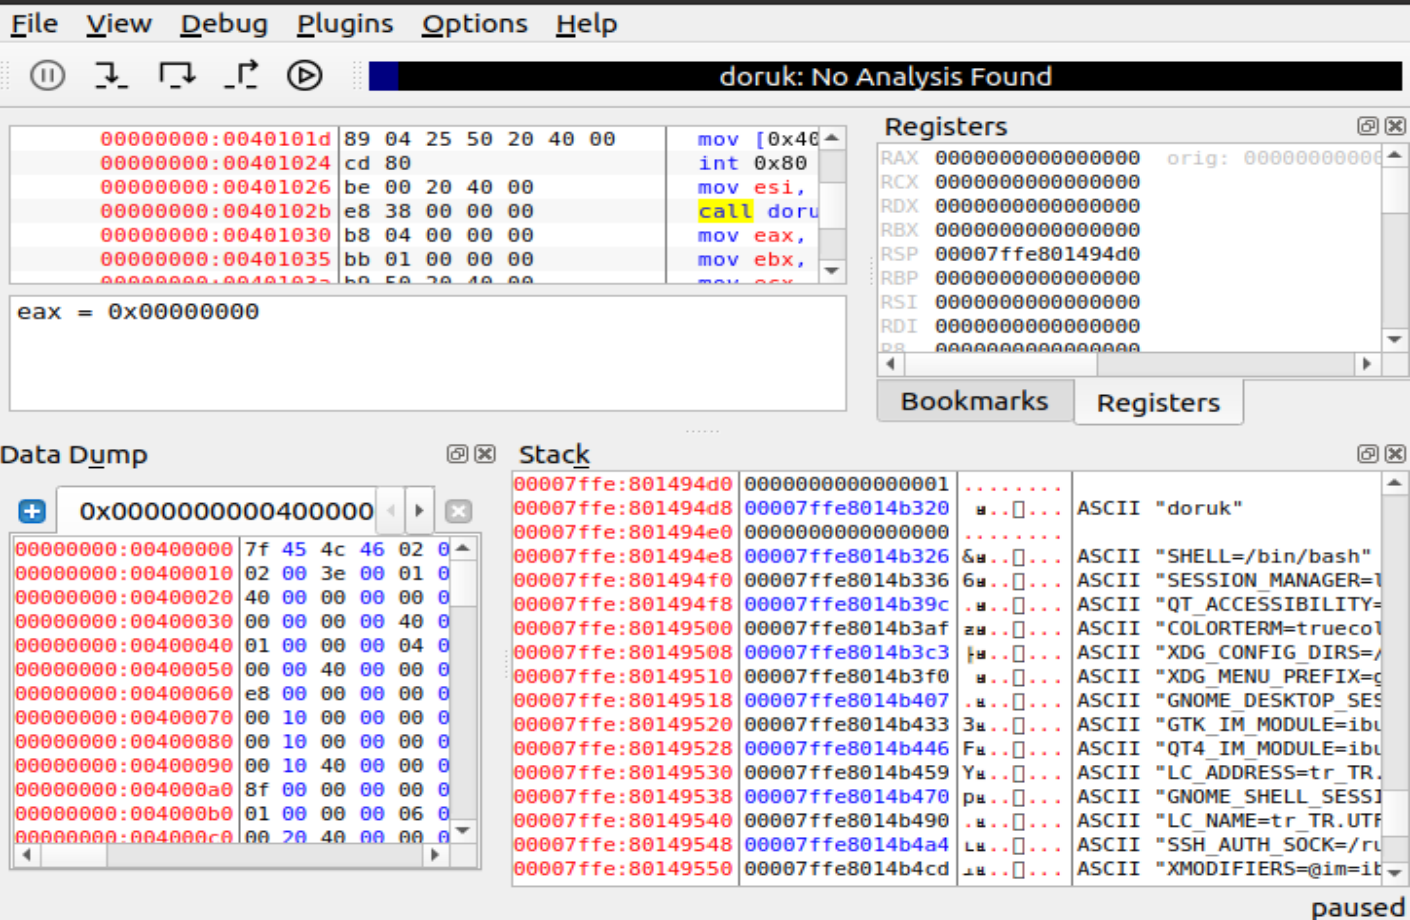 File View Debug Plugins Options Help
doruk: No Analysis Found
00000000:0040101d 89 04 25 50 20 40 00 mov [0x40
00000000:00401024 cd 80 int 0x80
00000000:00401026 be 00 20 40 00 mov esi,
00000000:0040102b e8 38 00 00 00 call doru
00000000:00401030 b8 04 00 00 00 mov eax,
00000000:00401035 bb 01 00 00 00 mov ebx,
00000000:0040103a b9 50 20 40 00 mov ecx
eax = 0x00000000
Registers
RAX 0000000000000000 orig: 00000000000
RCX 0000000000000000
RDX 0000000000000000
RBX 0000000000000000
RSP 00007ffe801494d0
RBP 0000000000000000
RSI 0000000000000000
RDI 0000000000000000
R8 0000000000000000
Bookmarks Registers
Data Dump
0x0000000000400000
00000000:00400000 7f 45 4c 46 02 0
00000000:00400010 02 00 3e 00 01 0
00000000:00400020 40 00 00 00 00 0
00000000:00400030 00 00 00 00 40 0
00000000:00400040 01 00 00 00 04 0
00000000:00400050 00 00 40 00 00 0
00000000:00400060 e8 00 00 00 00 0
00000000:00400070 00 10 00 00 00 0
00000000:00400080 00 10 00 00 00 0
00000000:00400090 00 10 40 00 00 0
00000000:004000a0 8f 00 00 00 00 0
00000000:004000b0 01 00 00 00 06 0
00000000:004000c0 00 20 40 00 00 0
Stack
00007ffe:801494d0 0000000000000001 ........
00007ffe:801494d8 00007ffe8014b320 ASCII "doruk"
00007ffe:801494e0 0000000000000000 ........
00007ffe:801494e8 00007ffe8014b326 ASCII "SHELL=/bin/bash"
00007ffe:801494f0 00007ffe8014b336 ASCII "SESSION_MANAGER=l
00007ffe:801494f8 00007ffe8014b39c ASCII "QT_ACCESSIBILITY=
00007ffe:80149500 00007ffe8014b3af ASCII "COLORTERM=truecol
00007ffe:80149508 00007ffe8014b3c3 ASCII "XDG_CONFIG_DIRS=/
00007ffe:80149510 00007ffe8014b3f0 ASCII "XDG_MENU_PREFIX=g
00007ffe:80149518 00007ffe8014b407 ASCII "GNOME_DESKTOP_SES
00007ffe:80149520 00007ffe8014b433 ASCII "GTK_IM_MODULE=ibu
00007ffe:80149528 00007ffe8014b446 ASCII "QT4_IM_MODULE=ibu
00007ffe:80149530 00007ffe8014b459 ASCII "LC_ADDRESS=tr_TR.
00007ffe:80149538 00007ffe8014b470 ASCII "GNOME_SHELL_SESSI
00007ffe:80149540 00007ffe8014b490 ASCII "LC_NAME=tr_TR.UTF
00007ffe:80149548 00007ffe8014b4a4 ASCII "SSH_AUTH_SOCK=/ru
00007ffe:80149550 00007ffe8014b4cd ASCII "XMODIFIERS=@im=ib
paused